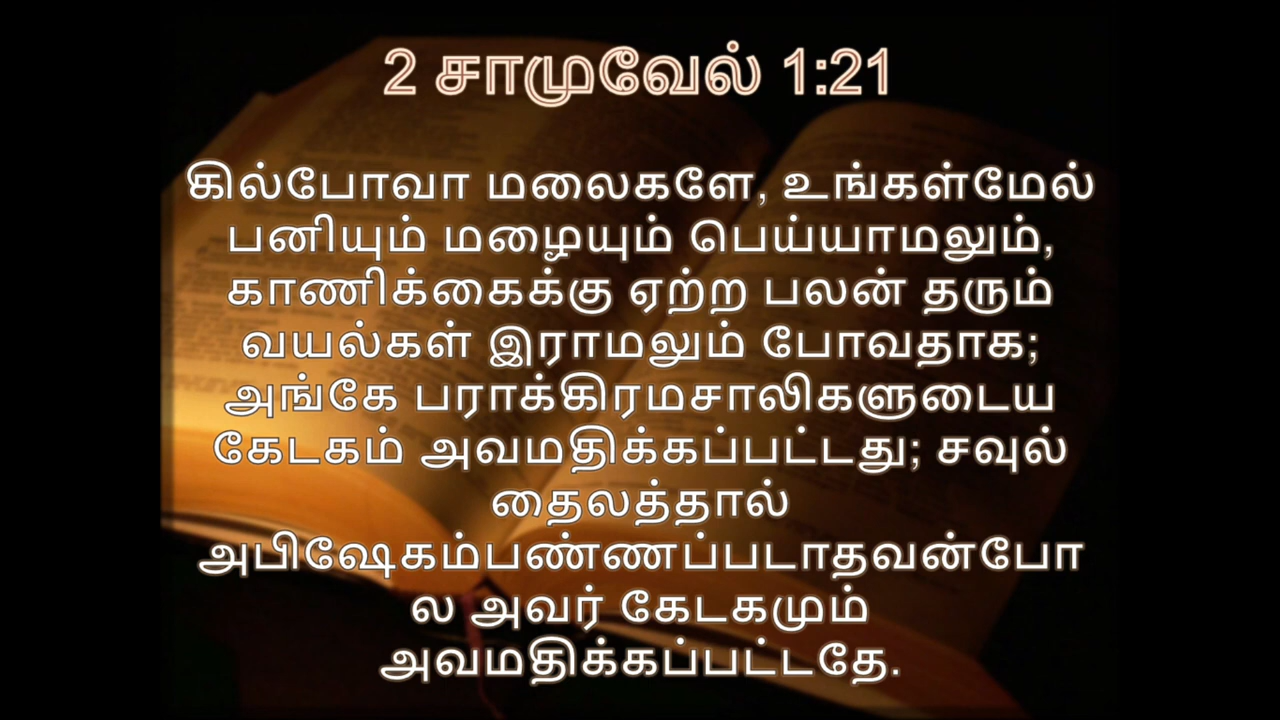 2 சாமுவேல் 1:21
கில்போவா மலைகளே, உங்கள்மேல்
பனியும் மழையும் பெய்யாமலும்,
காணிக்கைக்கு ஏற்ற பலன் தரும்
வயல்கள் இராமலும் போவதாக;
அங்கே பராக்கிரமசாலிகளுடைய
கேடகம் அவமதிக்கப்பட்டது; சவுல்
தைலத்தால்
அபிஷேகம்பண்ணப்படாதவன்போ
ல அவர் கேடகமும்
அவமதிக்கப்பட்டதே.